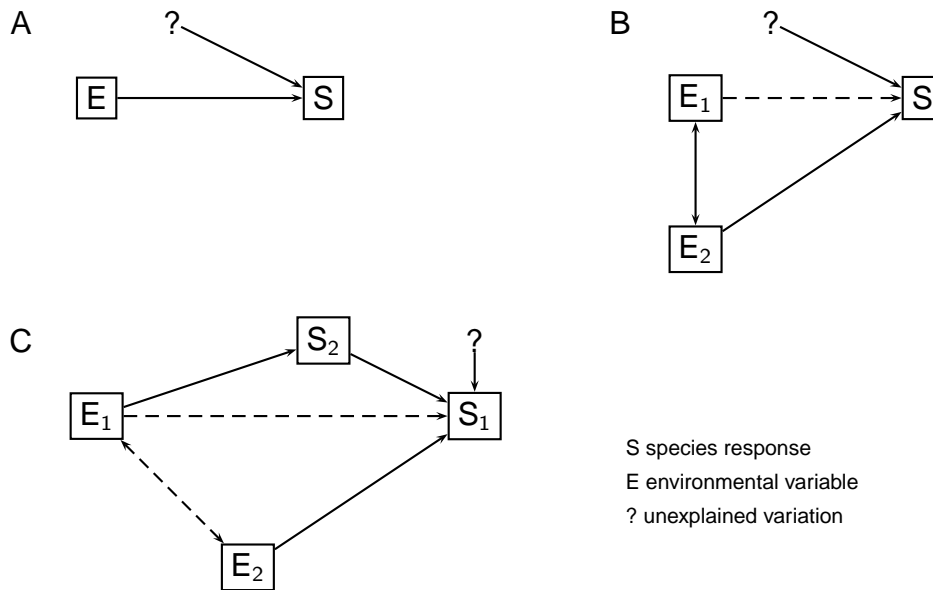 A
?
E
S
B
?
E₁
S
E₂
C
S₂
?
E₁
S₁
E₂
S species response
E environmental variable
? unexplained variation